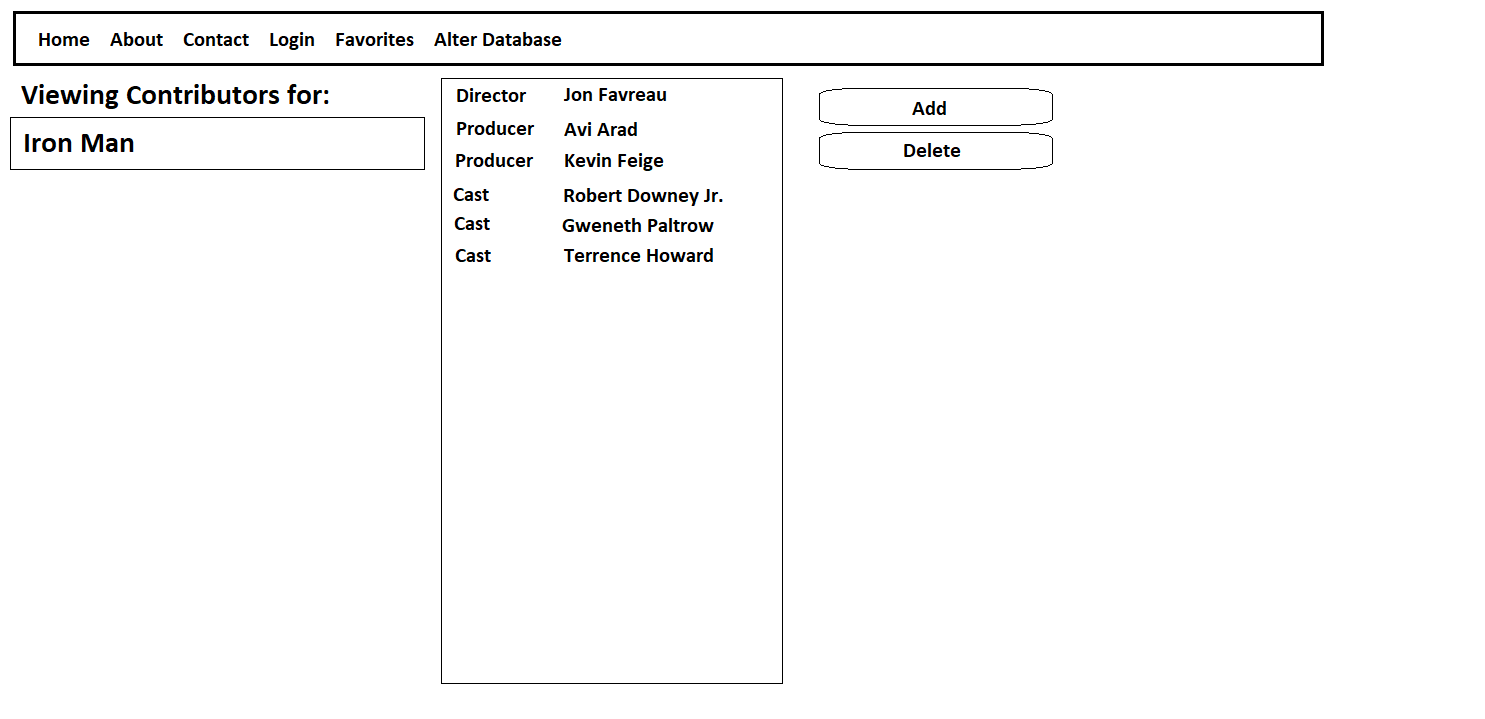 Home About Contact Login Favorites Alter Database
Viewing Contributors for:
Iron Man
Director Jon Favreau
Producer Avi Arad
Producer Kevin Feige
Cast Robert Downey Jr.
Cast Gweneth Paltrow
Cast Terrence Howard
Add
Delete